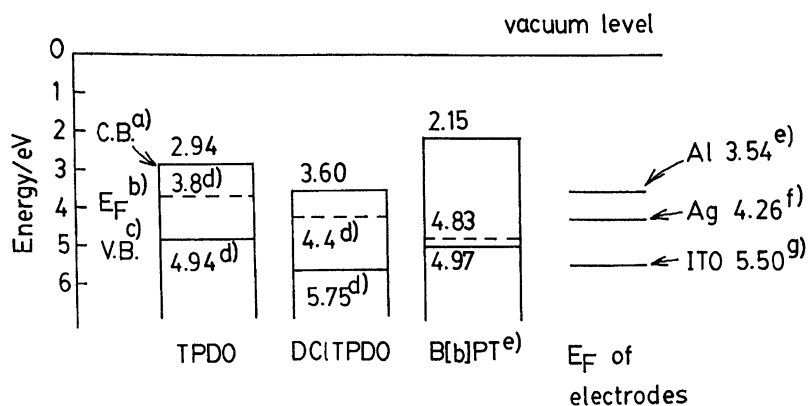 vacuum level
0
1
2
3
4
5
6
Energy/eV
C.B.a)
EFb)
V.B.c)
2.94
3.8d)
4.94d)
TPDO
3.60
4.4d)
5.75d)
DClTPDO
2.15
4.83
4.97
B[b]PTe)
Al 3.54e)
Ag 4.26f)
ITO 5.50g)
EF of
electrodes